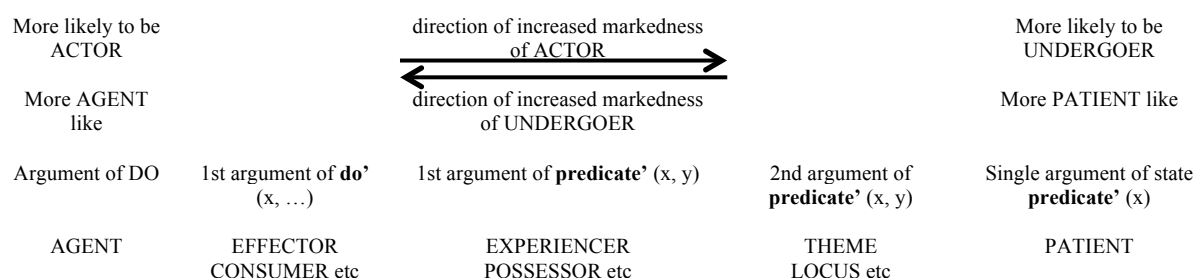 More likely to be direction of increased markedness More likely to be
ACTOR of ACTOR UNDERGOER
More AGENT direction of increased markedness More PATIENT like
like of UNDERGOER
Argument of DO 1st argument of do’ 1st argument of predicate’ (x, y) 2nd argument of Single argument of state
(x, …) predicate’ (x, y) predicate’ (x)
AGENT EFFECTOR EXPERIENCER THEME PATIENT
CONSUMER etc POSSESSOR etc LOCUS etc